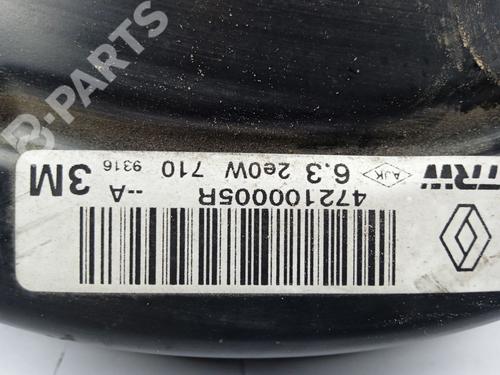 TRW
AJK
6.3 2e0W 710
9316
3M
472100005R
--A
B-PARTS